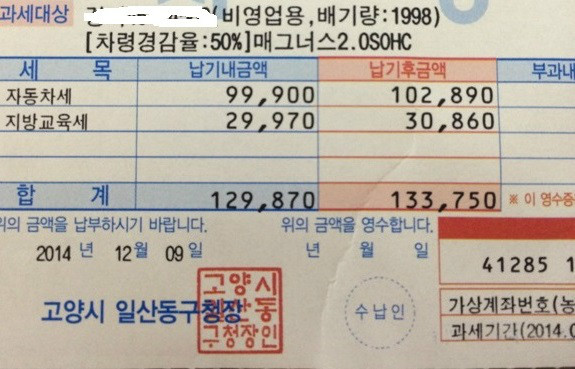 과세대상
(비영업용,배기량:1998)
[차령경감율:50%]매그너스2.0SOHC
세 목 납기내금액 납기후금액 부과내
자동차세 99,900 102,890
지방교육세 29,970 30,860
합 계 129,870 133,750 ※ 이 영수증
위의 금액을 납부하시기 바랍니다. 위의 금액을 영수합니다.
2014 년 12 월 09 일 년 월 일
41285 1
고양시 일산동구청장
고양시
일산동
구청장인
수납인
가상계좌번호(농
과세기간(2014.0